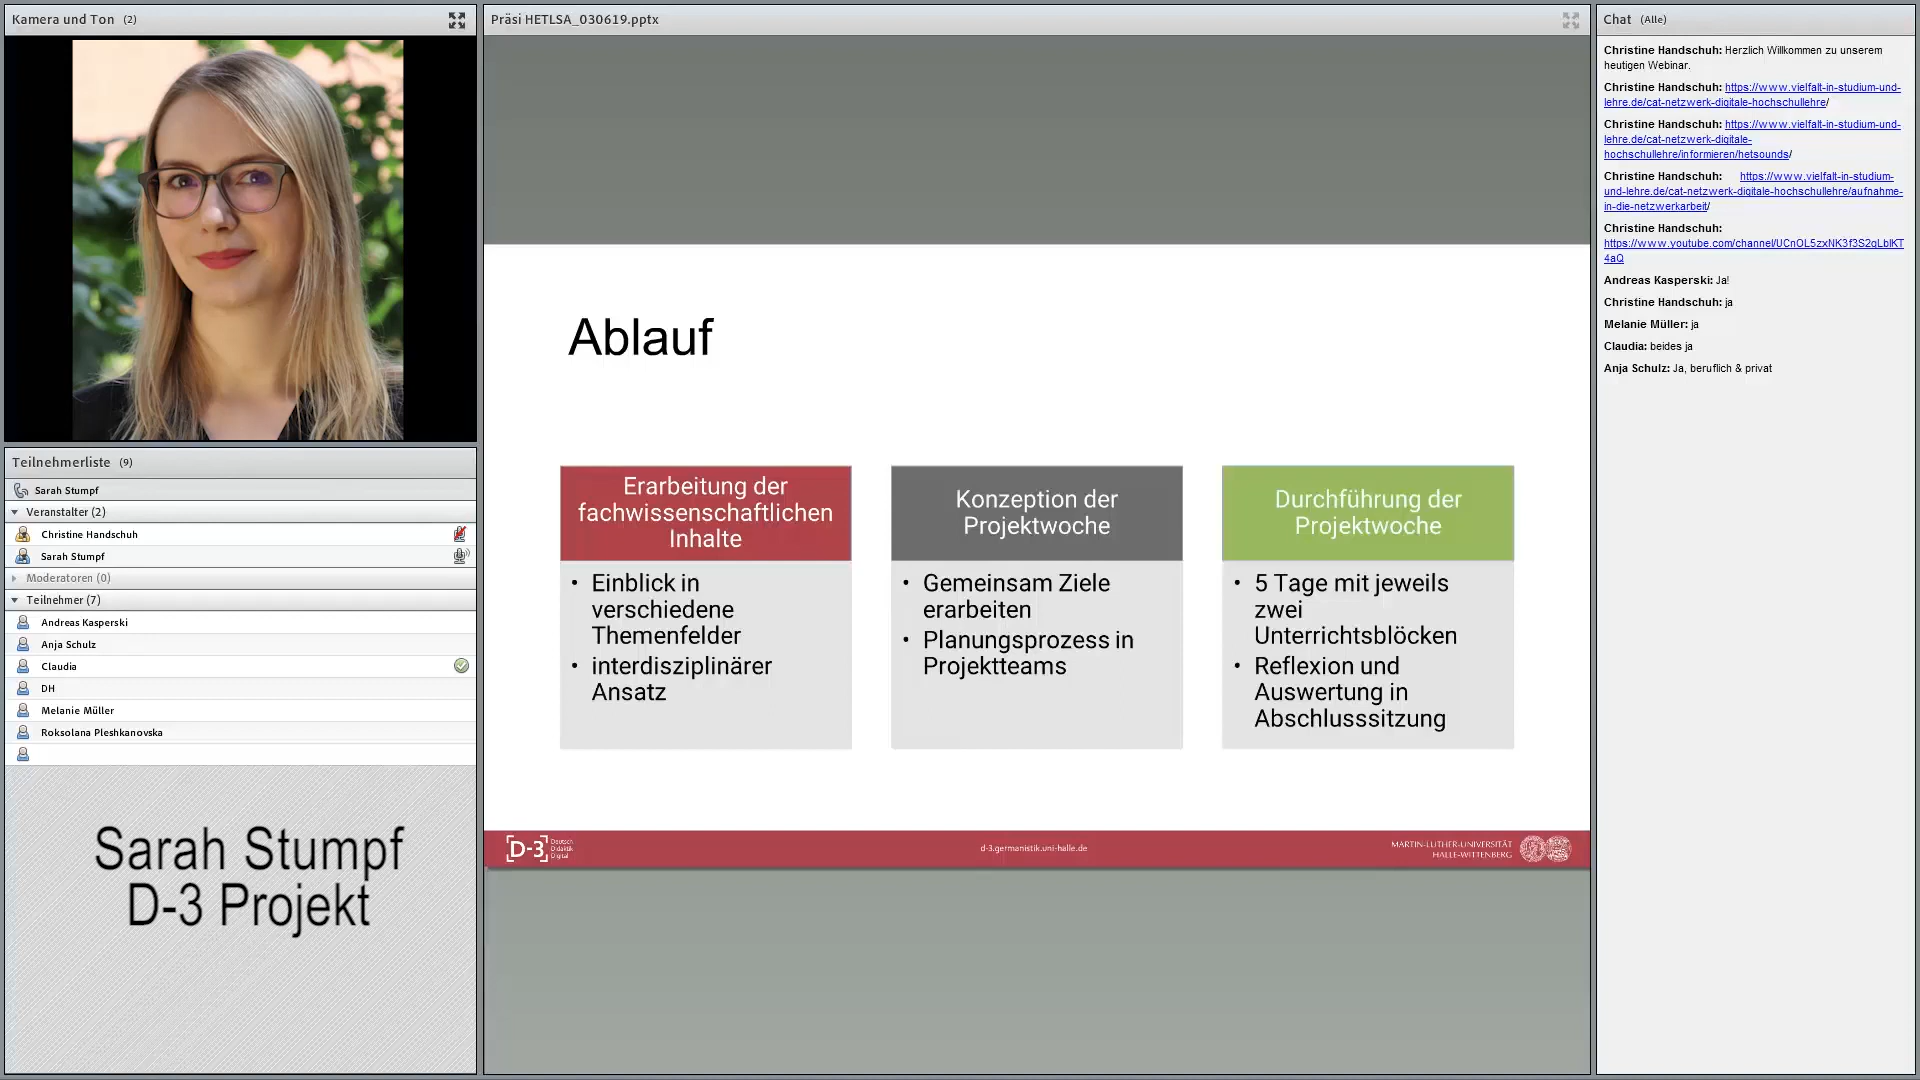 Kamera und Ton (2)
Teilnehmerliste (9)
Sarah Stumpf
Veranstalter (2)
Christine Handschuh
Sarah Stumpf
Moderatoren (0)
Teilnehmer (7)
Andreas Kasperski
Anja Schulz
Claudia
DH
Melanie Müller
Roksolana Pleshkanovska
Sarah Stumpf
D-3 Projekt
Präsi HETLSA_030619.pptx
Ablauf
Erarbeitung der
fachwissenschaftlichen
Inhalte
• Einblick in
verschiedene
Themenfelder
• interdisziplinärer
Ansatz
Konzeption der
Projektwoche
• Gemeinsam Ziele
erarbeiten
• Planungsprozess in
Projektteams
Durchführung der
Projektwoche
• 5 Tage mit jeweils
zwei
Unterrichtsblöcken
• Reflexion und
Auswertung in
Abschlusssitzung
[D-3]
Deutsch
Didaktik
Digital
d-3.germanistik.uni-halle.de
MARTIN-LUTHER-UNIVERSITÄT
HALLE-WITTENBERG
Chat (Alle)
Christine Handschuh: Herzlich Willkommen zu unserem
heutigen Webinar.
Christine Handschuh: https://www.vielfalt-in-studium-und-
lehre.de/cat-netzwerk-digitale-hochschullehre/
Christine Handschuh: https://www.vielfalt-in-studium-und-
lehre.de/cat-netzwerk-digitale-
hochschullehre/informieren/hetsounds/
Christine Handschuh: https://www.vielfalt-in-studium-
und-lehre.de/cat-netzwerk-digitale-hochschullehre/aufnahme-
in-die-netzwerkarbeit/
Christine Handschuh:
https://www.youtube.com/channel/UCnOL5zxNK3f3S2qLblKT
4aQ
Andreas Kasperski: Ja!
Christine Handschuh: ja
Melanie Müller: ja
Claudia: beides ja
Anja Schulz: Ja, beruflich & privat